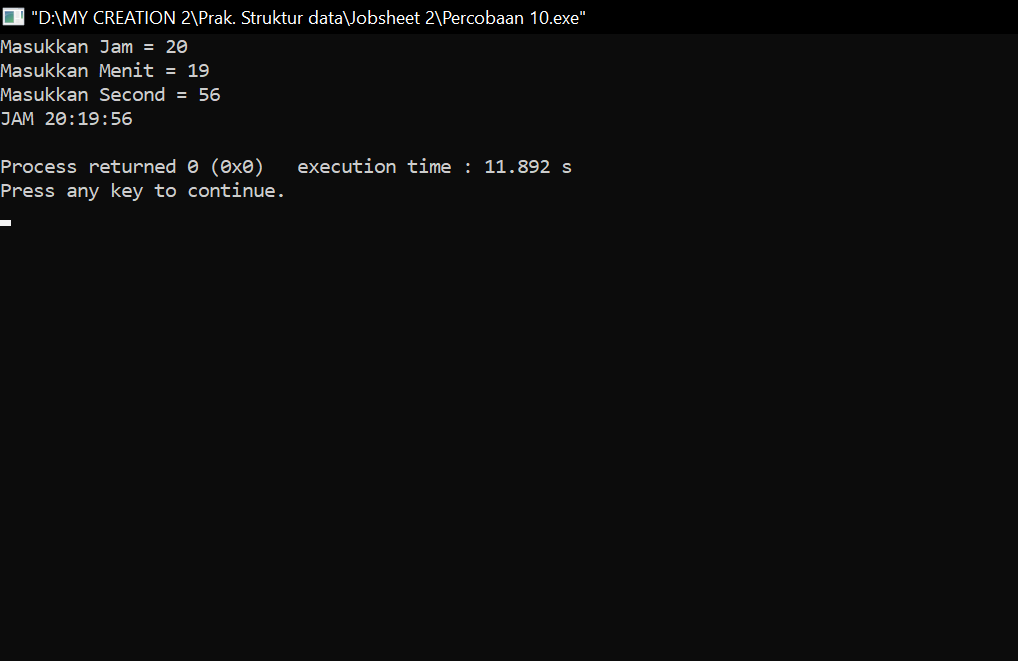 "D:\MY CREATION 2\Prak. Struktur data\Jobsheet 2\Percobaan 10.exe"
Masukkan Jam = 20
Masukkan Menit = 19
Masukkan Second = 56
JAM 20:19:56
Process returned 0 (0x0)   execution time : 11.892 s
Press any key to continue.